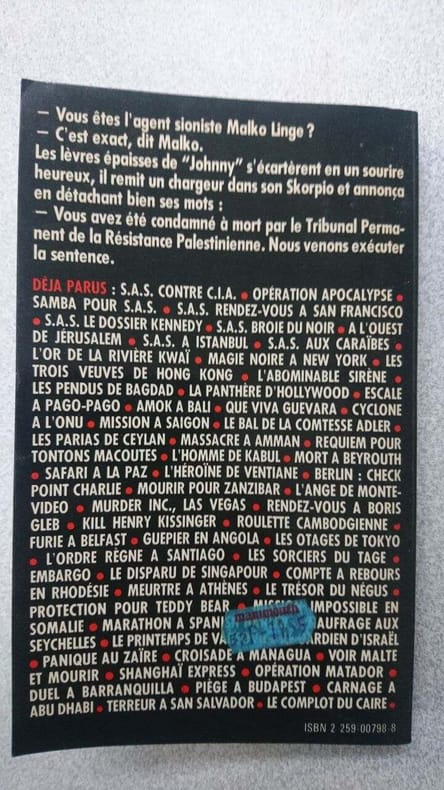 – Vous êtes l'agent sioniste Malko Linge ?
– C'est exact, dit Malko.
Les lèvres épaisses de "Johnny" s'écartèrent en un sourire
heureux, il remit un chargeur dans son Skorpio et annonça
en détachant bien ses mots :
– Vous avez été condamné à mort par le Tribunal Perma-
nent de la Résistance Palestinienne. Nous venons exécuter
la sentence.
DÉJA PARUS : S.A.S. CONTRE C.I.A. • OPÉRATION APOCALYPSE •
SAMBA POUR S.A.S. • S.A.S. RENDEZ-VOUS A SAN FRANCISCO
• S.A.S. LE DOSSIER KENNEDY • S.A.S. BROIE DU NOIR • A L'OUEST
DE JÉRUSALEM • S.A.S. A ISTANBUL • S.A.S. AUX CARAÏBES •
L'OR DE LA RIVIÈRE KWAÏ • MAGIE NOIRE A NEW YORK • LES
TROIS VEUVES DE HONG KONG • L'ABOMINABLE SIRÈNE •
LES PENDUS DE BAGDAD • LA PANTHÈRE D'HOLLYWOOD • ESCALE
A PAGO-PAGO • AMOK A BALI • QUE VIVA GUEVARA • CYCLONE
A L'ONU • MISSION A SAIGON • LE BAL DE LA COMTESSE ADLER •
LES PARIAS DE CEYLAN • MASSACRE A AMMAN • REQUIEM POUR
TONTONS MACOUTES • L'HOMME DE KABUL • MORT A BEYROUTH
• SAFARI A LA PAZ • L'HÉROÏNE DE VIENTIANE • BERLIN : CHECK
POINT CHARLIE • MOURIR POUR ZANZIBAR • L'ANGE DE MONTE-
VIDEO • MURDER INC., LAS VEGAS • RENDEZ-VOUS A BORIS
GLEB • KILL HENRY KISSINGER • ROULETTE CAMBODGIENNE •
FURIE A BELFAST • GUEPIER EN ANGOLA • LES OTAGES DE TOKYO
• L'ORDRE RÈGNE A SANTIAGO • LES SORCIERS DU TAGE •
EMBARGO • LE DISPARU DE SINGAPOUR • COMPTE A REBOURS
EN RHODÉSIE • MEURTRE A ATHÈNES • LE TRÉSOR DU NÉGUS •
PROTECTION POUR TEDDY BEAR • IMPOSSIBLE EN
SOMALIE • MARATHON A SPAN AUFRAGE AUX
SEYCHELLES • LE PRINTEMPS DE VA RDIEN D'ISRAËL
• PANIQUE AU ZAÏRE • CROISADE A MANAGUA • VOIR MALTE
ET MOURIR • SHANGHAÏ EXPRESS • OPÉRATION MATADOR •
DUEL A BARRANQUILLA • PIÈGE A BUDAPEST • CARNAGE A
ABU DHABI • TERREUR A SAN SALVADOR • LE COMPLOT DU CAIRE •
ISBN 2 259-00798-8